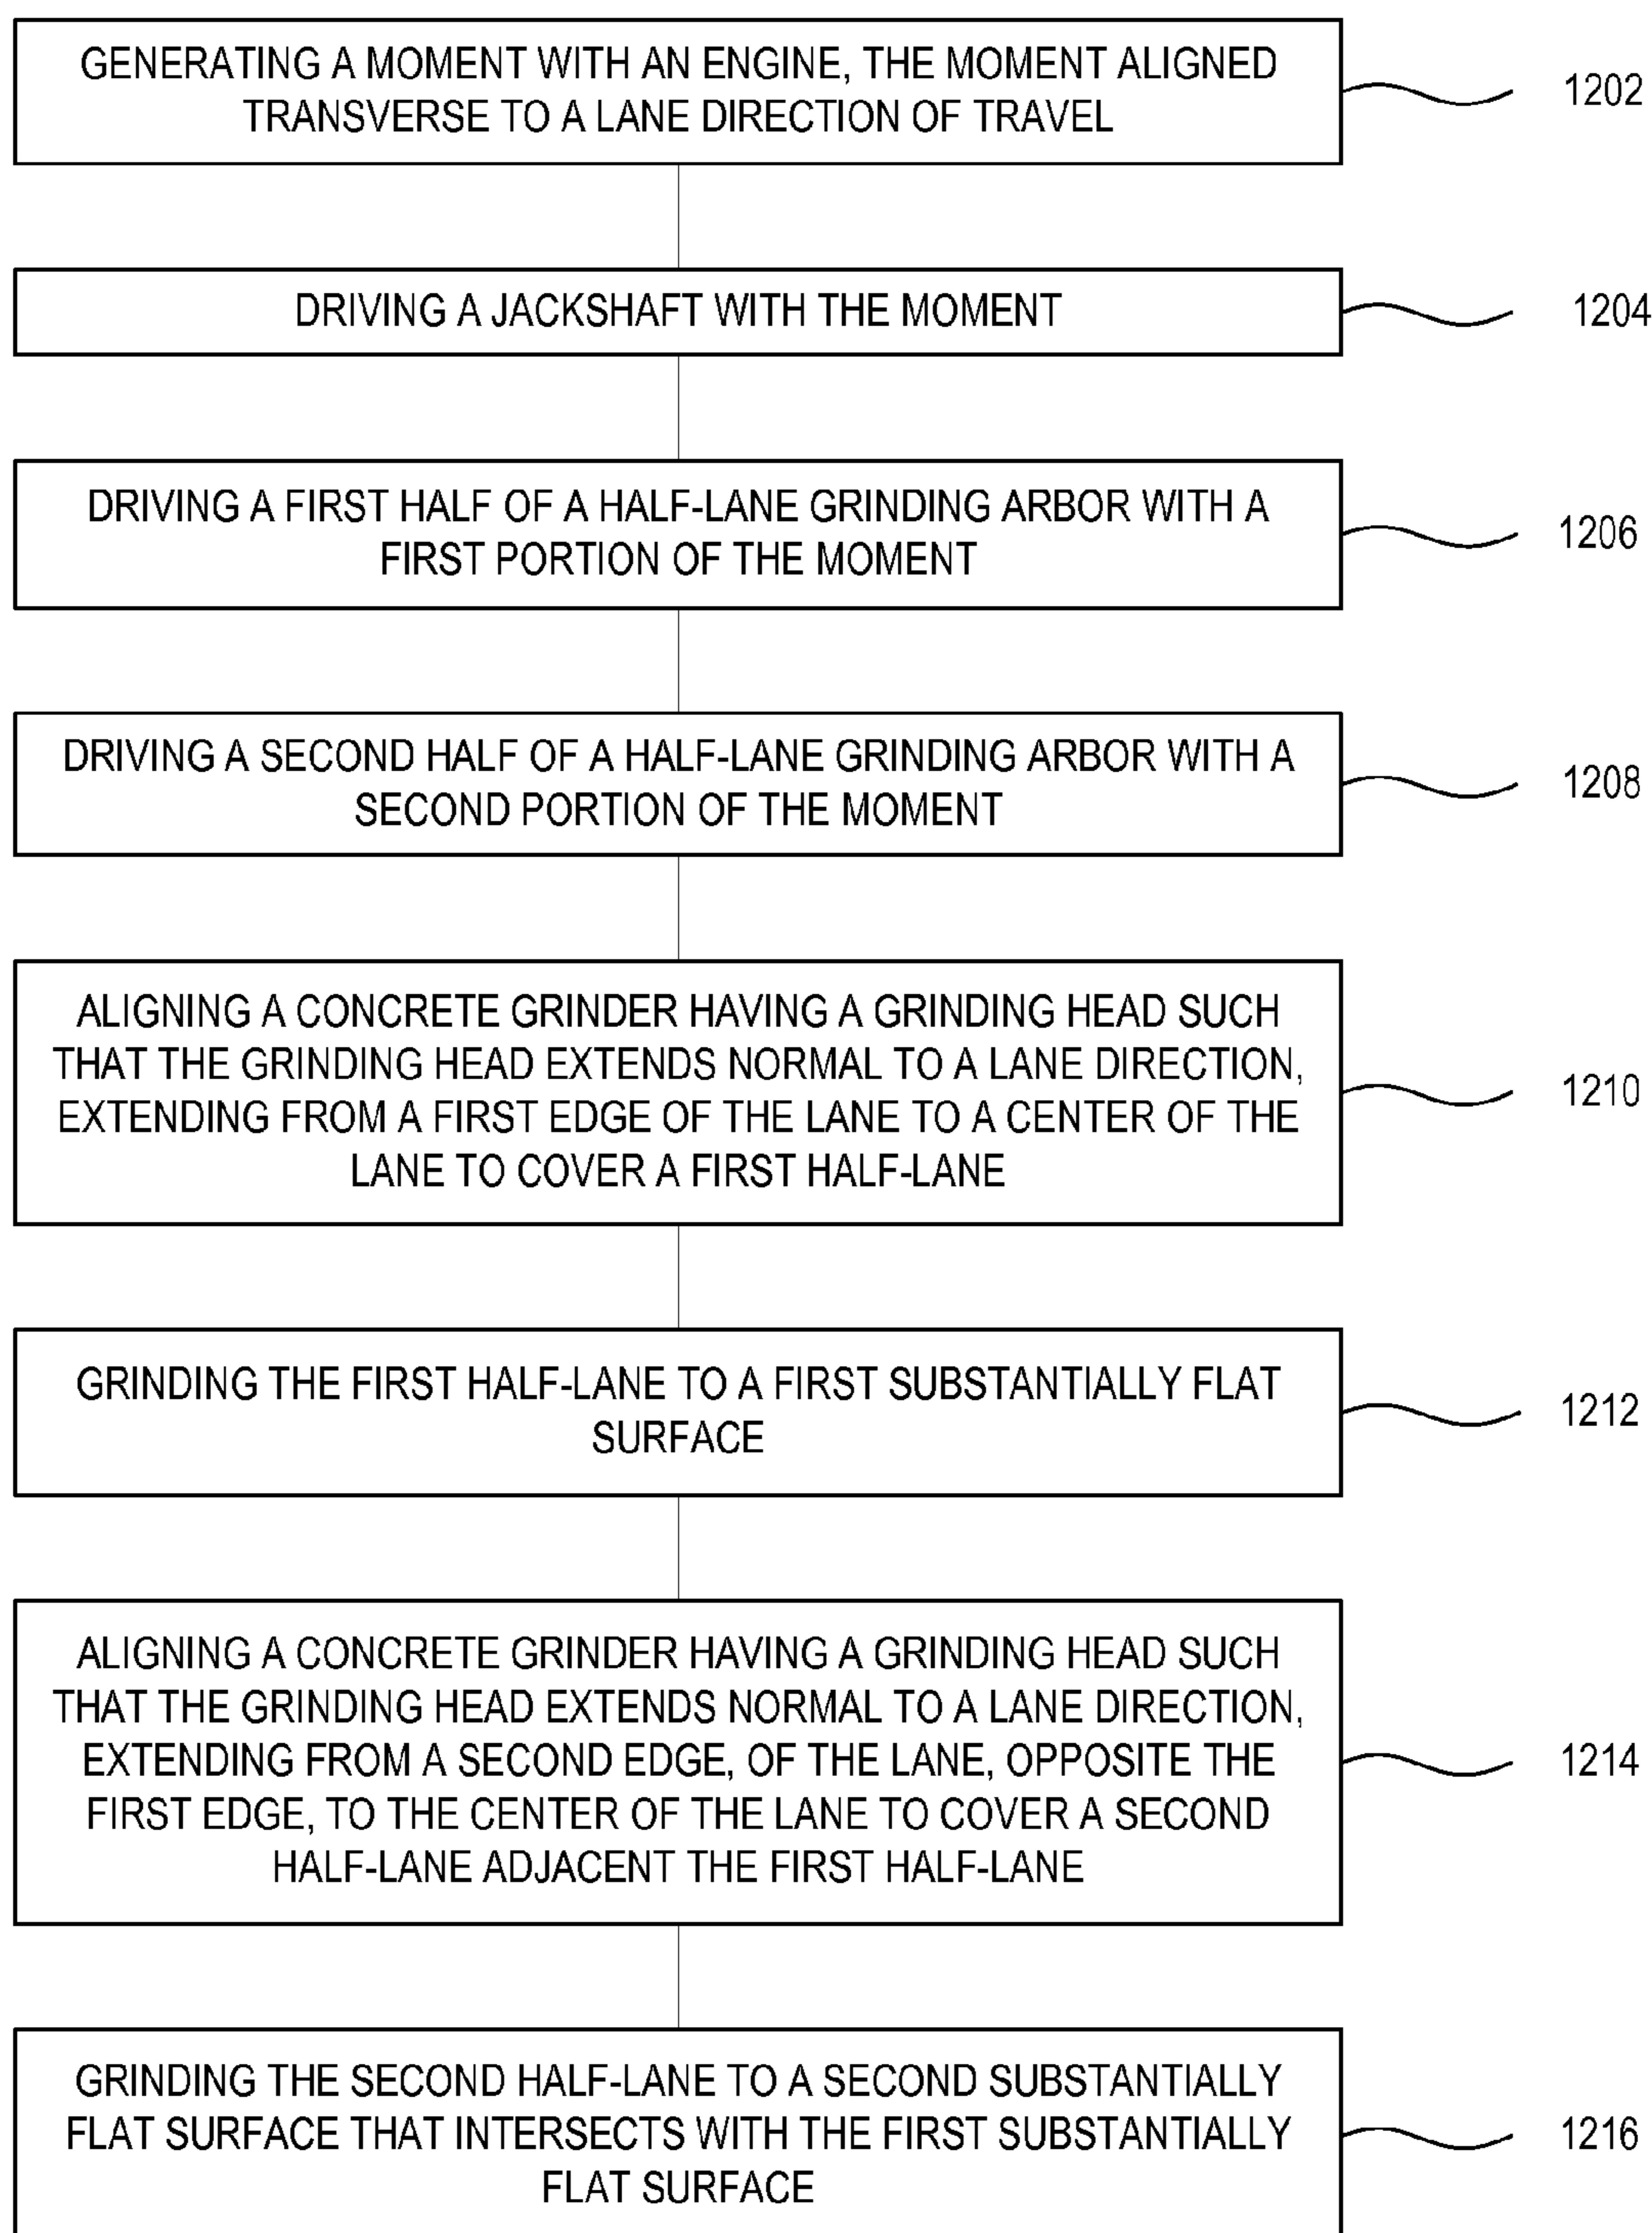 GENERATING A MOMENT WITH AN ENGINE, THE MOMENT ALIGNED
TRANSVERSE TO A LANE DIRECTION OF TRAVEL
1202
DRIVING A JACKSHAFT WITH THE MOMENT
1204
DRIVING A FIRST HALF OF A HALF-LANE GRINDING ARBOR WITH A
FIRST PORTION OF THE MOMENT
1206
DRIVING A SECOND HALF OF A HALF-LANE GRINDING ARBOR WITH A
SECOND PORTION OF THE MOMENT
1208
ALIGNING A CONCRETE GRINDER HAVING A GRINDING HEAD SUCH
THAT THE GRINDING HEAD EXTENDS NORMAL TO A LANE DIRECTION,
EXTENDING FROM A FIRST EDGE OF THE LANE TO A CENTER OF THE
LANE TO COVER A FIRST HALF-LANE
1210
GRINDING THE FIRST HALF-LANE TO A FIRST SUBSTANTIALLY FLAT
SURFACE
1212
ALIGNING A CONCRETE GRINDER HAVING A GRINDING HEAD SUCH
THAT THE GRINDING HEAD EXTENDS NORMAL TO A LANE DIRECTION,
EXTENDING FROM A SECOND EDGE, OF THE LANE, OPPOSITE THE
FIRST EDGE, TO THE CENTER OF THE LANE TO COVER A SECOND
HALF-LANE ADJACENT THE FIRST HALF-LANE
1214
GRINDING THE SECOND HALF-LANE TO A SECOND SUBSTANTIALLY
FLAT SURFACE THAT INTERSECTS WITH THE FIRST SUBSTANTIALLY
FLAT SURFACE
1216